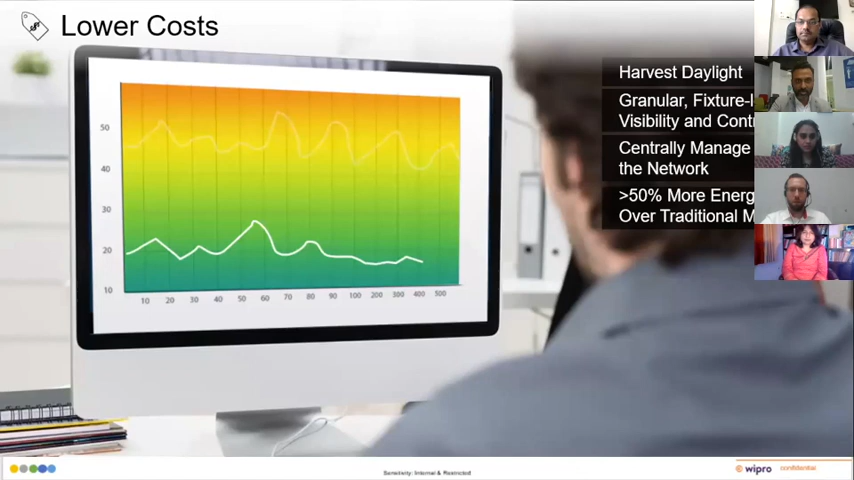 Lower Costs
Harvest Daylight
Granular, Fixture-l
Visibility and Contr
Centrally Manage
the Network
>50% More Energ
Over Traditional M
50
40
30
20
10
10 20 30 40 50 60 70 80 90 100 200 300 400 500
Sensitivity: Internal & Restricted
wipro confidential